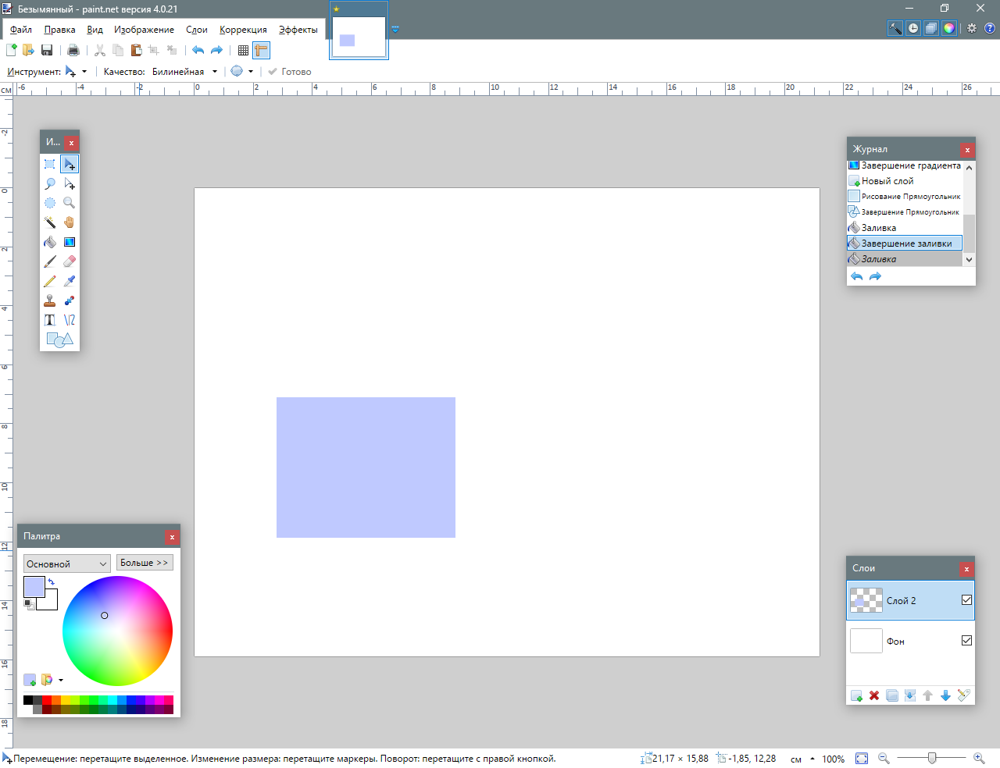 Безымянный - paint.net версия 4.0.21
Файл Правка Вид Изображение Слои Коррекция Эффекты
Инструмент: Качество: Билинейная Готово
см -6 -4 -2 0 2 4 6 8 10 12 14 16 18 20 22 24 26
-2
0
2
4
6
8
10
12
14
16
18
И... x
Журнал x
Завершение градиента
Новый слой
Рисование Прямоугольник
Завершение Прямоугольник
Заливка
Завершение заливки
Заливка
T
Палитра x
Основной Больше >>
Слои x
Слой 2
Фон
Перемещение: перетащите выделенное. Изменение размера: перетащите маркеры. Поворот: перетащите с правой кнопкой. 21,17 × 15,88 -1,85, 12,28 см 100%